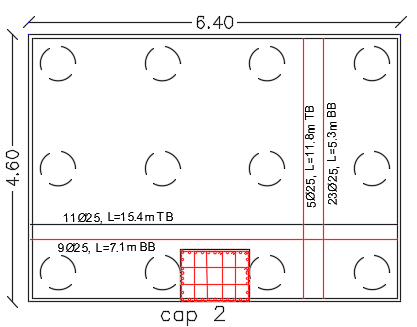 6.40
4.60
5Ø25, L=11.8m TB
23Ø25, L=5.3m BB
11Ø25, L=15.4m TB
9Ø25, L=7.1m BB
cap 2